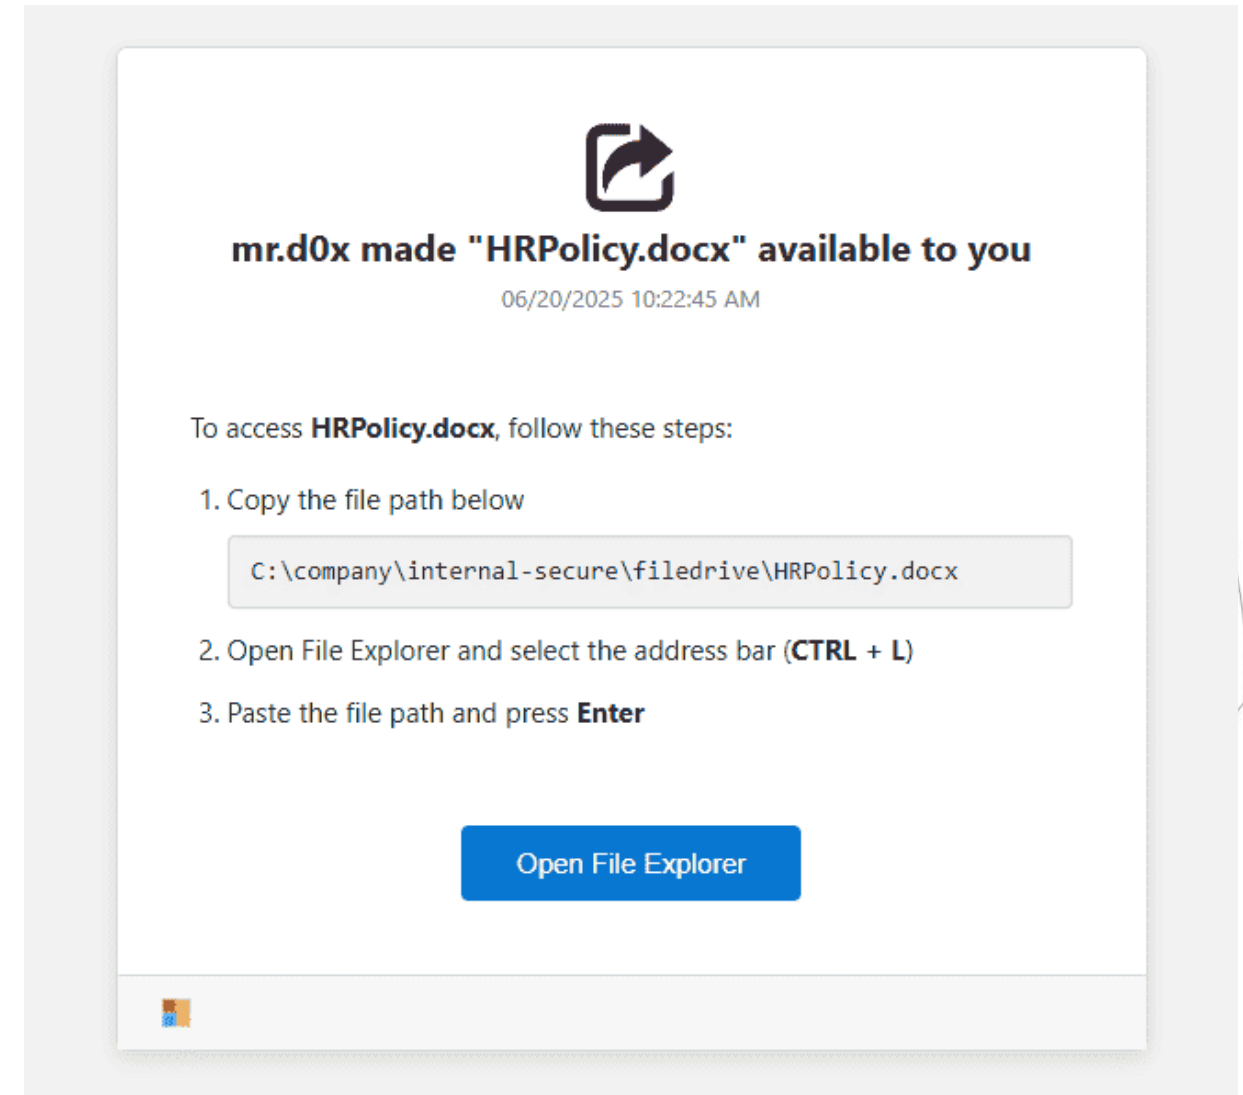 mr.d0x made "HRPolicy.docx" available to you
06/20/2025 10:22:45 AM
To access HRPolicy.docx, follow these steps:
1. Copy the file path below
C:\company\internal-secure\filedrive\HRPolicy.docx
2. Open File Explorer and select the address bar (CTRL + L)
3. Paste the file path and press Enter
Open File Explorer